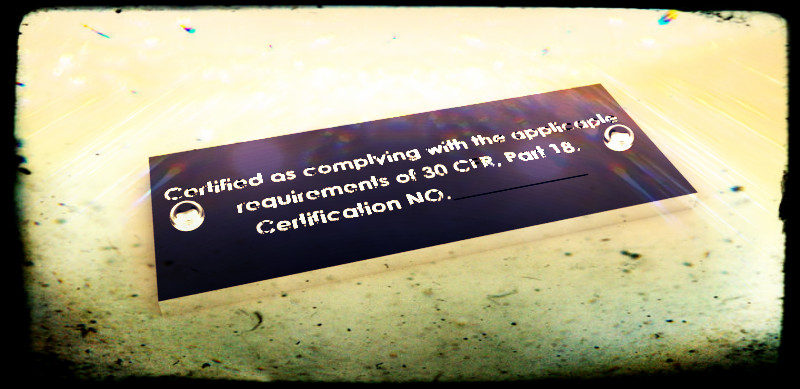 Certified as complying with the applicable
requirements of 30 CFR, Part 18.
Certification NO.